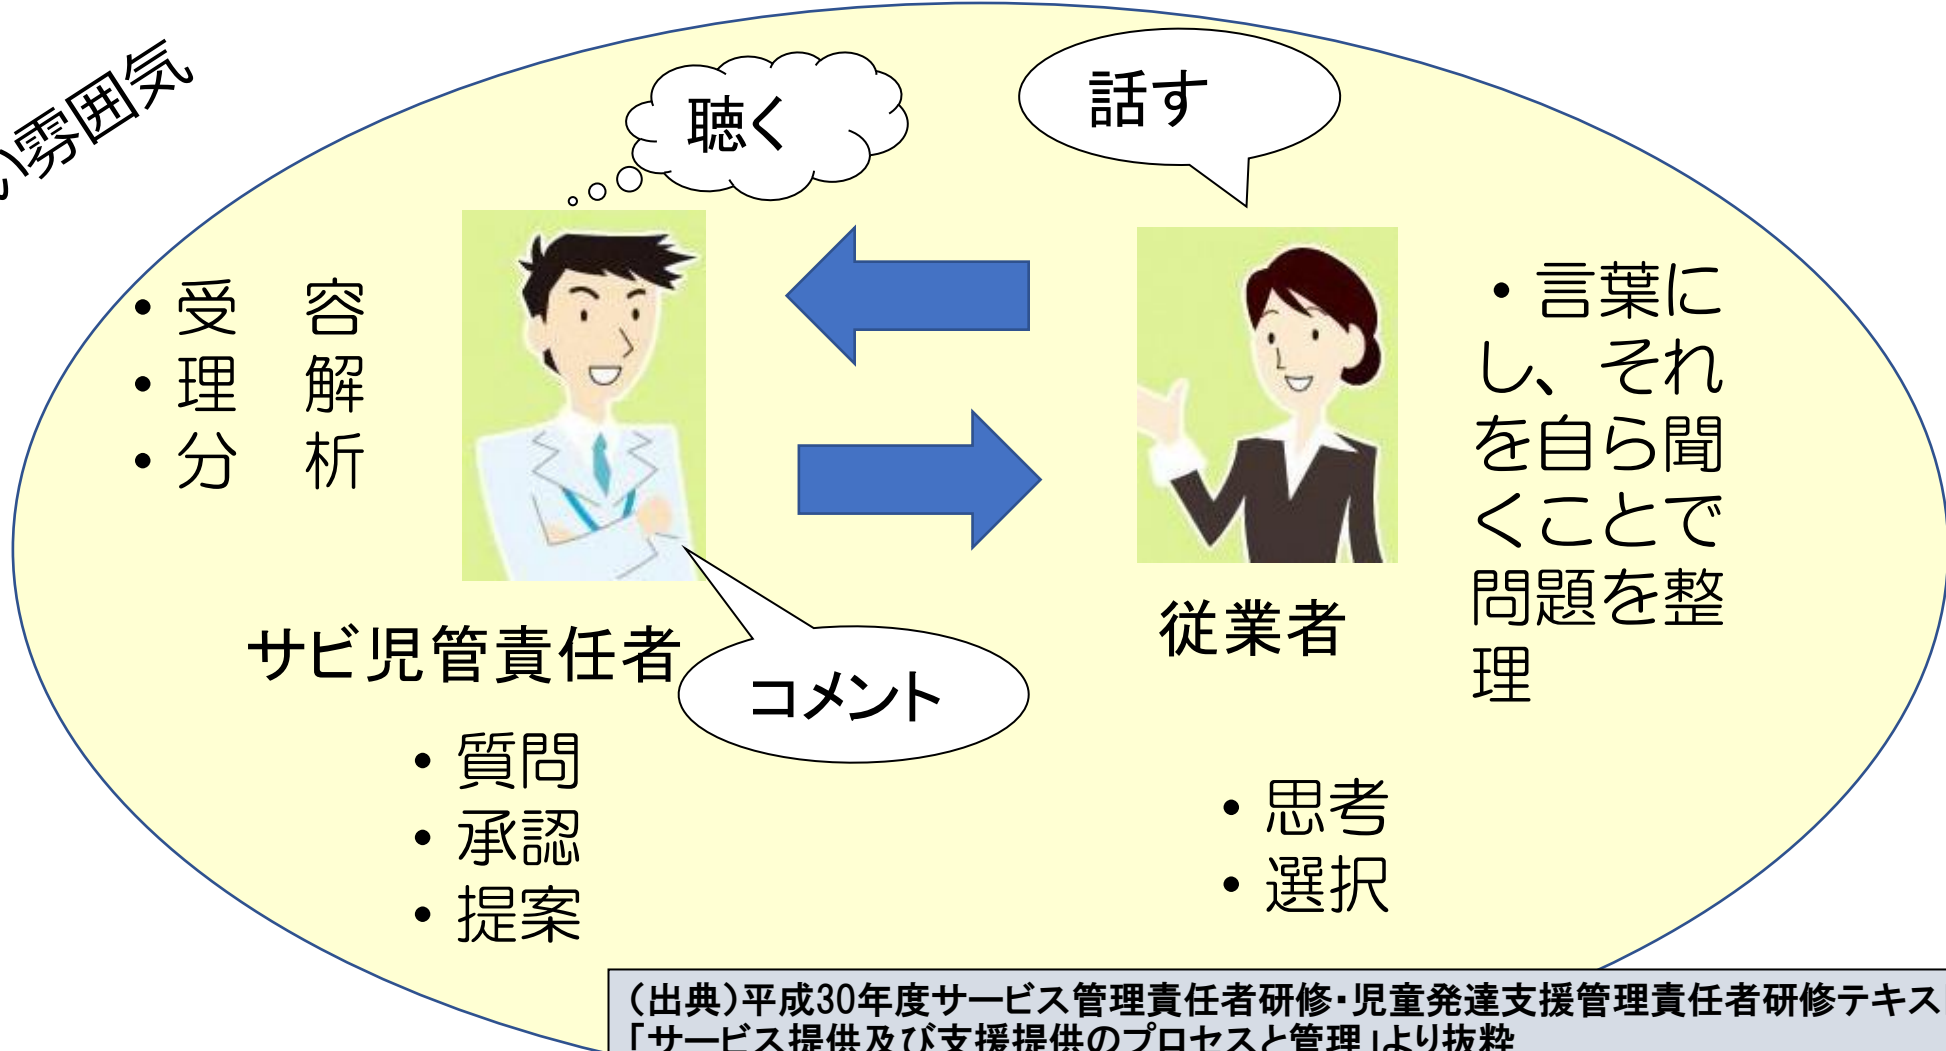 雰囲気
聴く
話す
・受　容
・理　解
・分　析
・言葉に
し、それ
を自ら聞
くことで
問題を整
理
サビ児管責任者
従業者
コメント
・質問
・承認
・提案
・思考
・選択
(出典)平成30年度サービス管理責任者研修・児童発達支援管理責任者研修テキス
「サービス提供及び支援提供のプロセスと管理」より抜粋